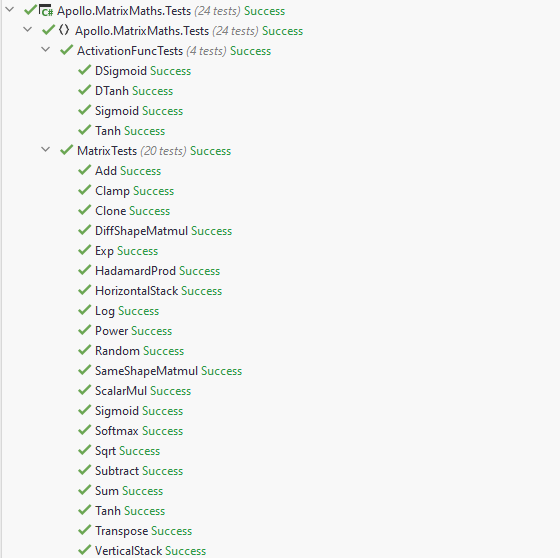 C# Apollo.MatrixMaths.Tests (24 tests) Success
{} Apollo.MatrixMaths.Tests (24 tests) Success
ActivationFuncTests (4 tests) Success
DSigmoid Success
DTanh Success
Sigmoid Success
Tanh Success
MatrixTests (20 tests) Success
Add Success
Clamp Success
Clone Success
DiffShapeMatmul Success
Exp Success
HadamardProd Success
HorizontalStack Success
Log Success
Power Success
Random Success
SameShapeMatmul Success
ScalarMul Success
Sigmoid Success
Softmax Success
Sqrt Success
Subtract Success
Sum Success
Tanh Success
Transpose Success
VerticalStack Success